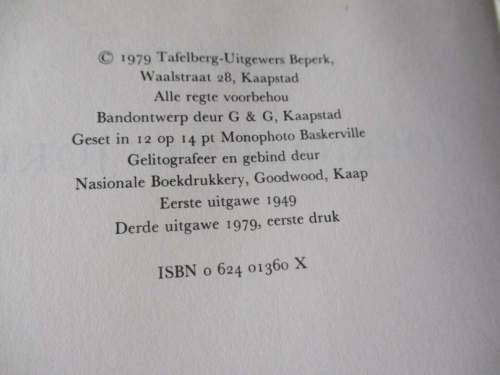 © 1979 Tafelberg-Uitgewers Beperk,
Waalstraat 28, Kaapstad
Alle regte voorbehou
Bandontwerp deur G & G, Kaapstad
Geset in 12 op 14 pt Monophoto Baskerville
Gelitografeer en gebind deur
Nasionale Boekdrukkery, Goodwood, Kaap
Eerste uitgawe 1949
Derde uitgawe 1979, eerste druk
ISBN 0 624 01360 X